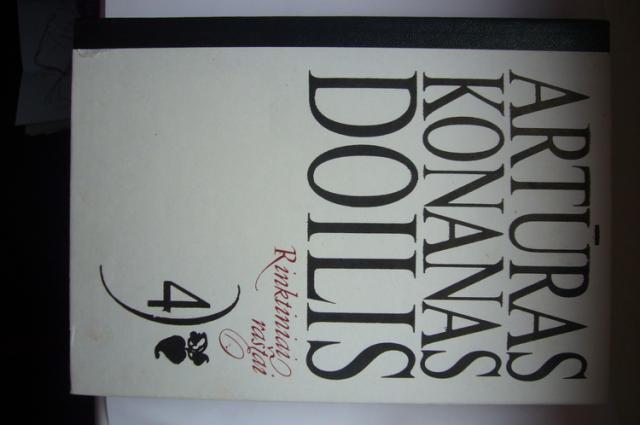 ARTŪRAS
KONANAS
DOILIS
Rinktiniai
raštai
4